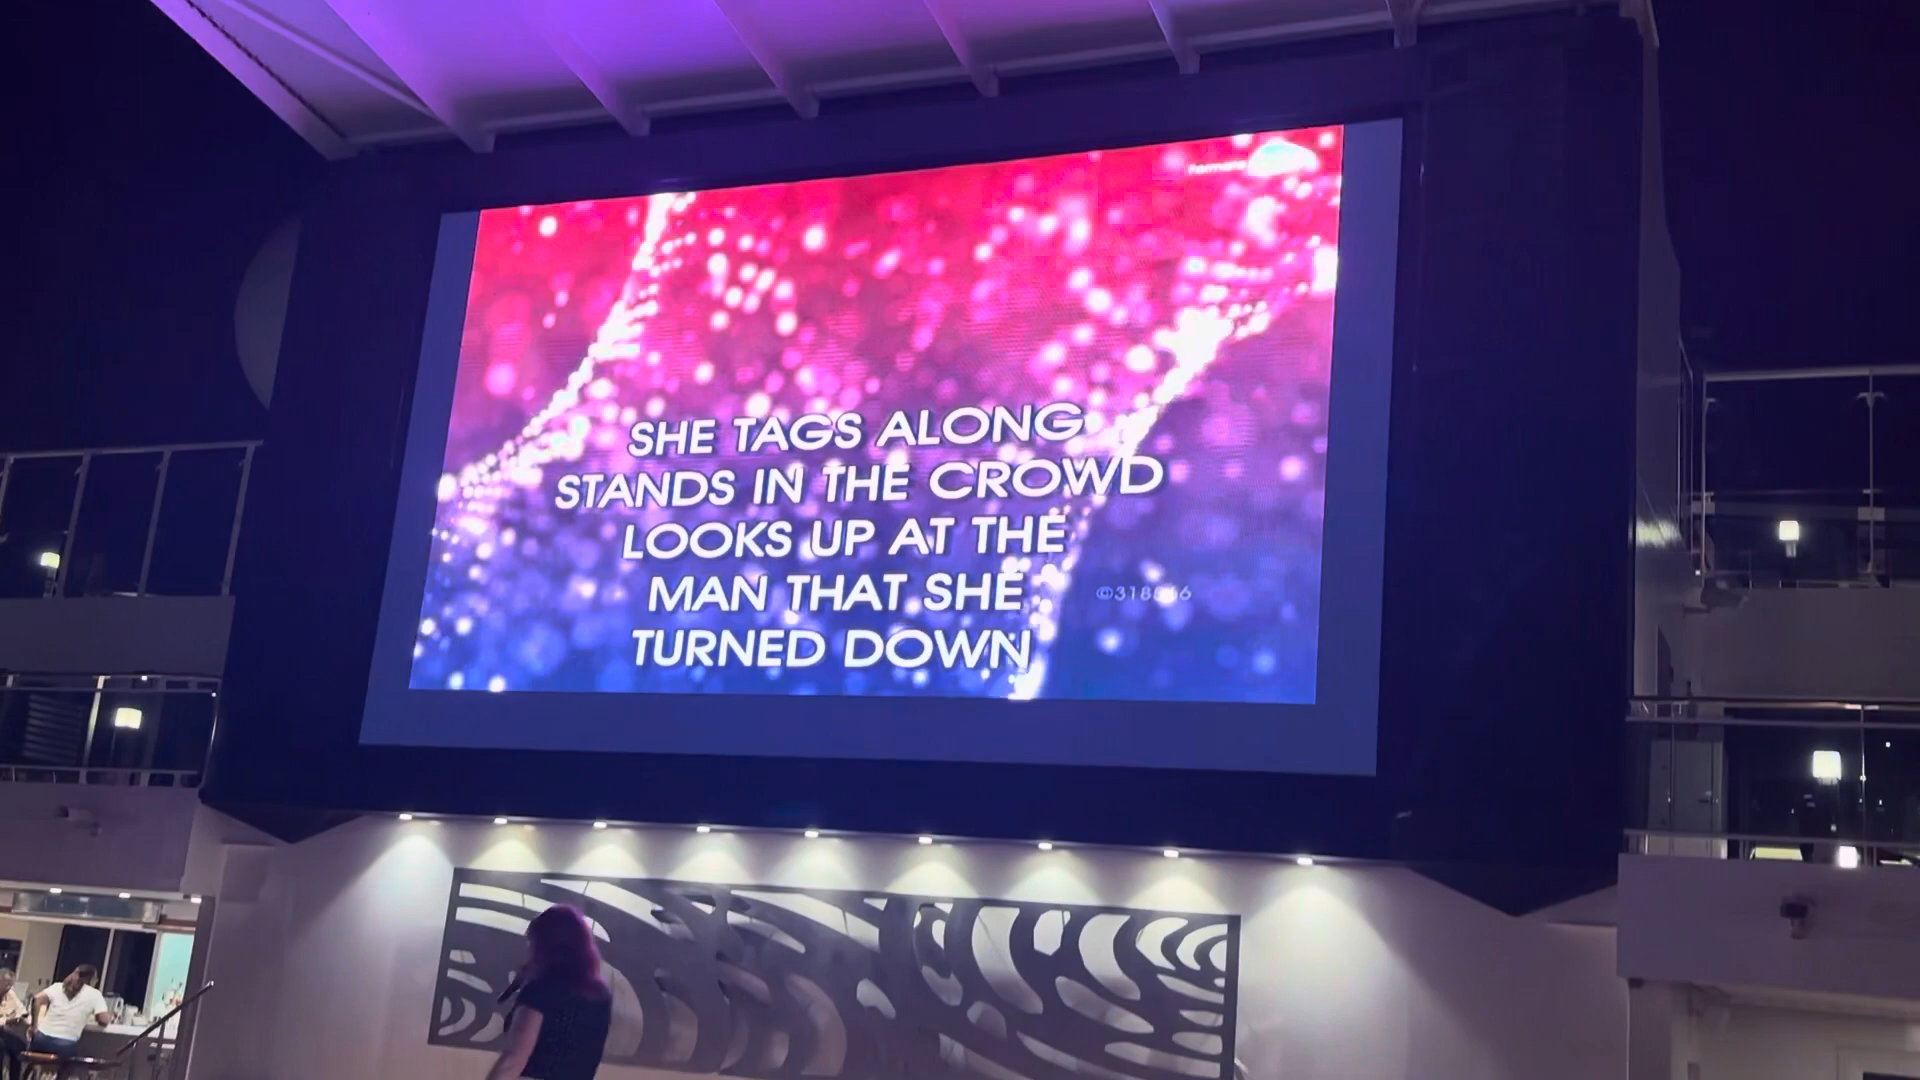 SHE TAGS ALONG
STANDS IN THE CROWD
LOOKS UP AT THE
MAN THAT SHE
TURNED DOWN